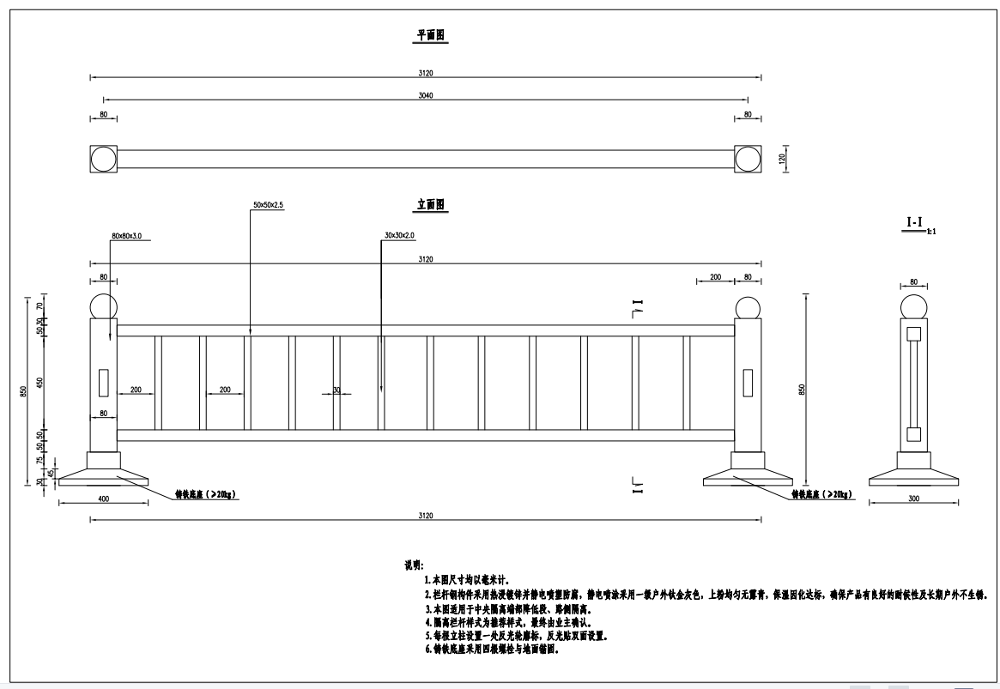 平面图
3120
3040
80
80
120
立面图
50x50x2.5
80x80x3.0
30x30x2.0
3120
I-I
1:1
80
200
80
80
I
70
30
50
450
850
850
200
200
30
80
50
50
75
45
30
铸铁底座(≥20kg)
铸铁底座(≥20kg)
I
400
300
3120
说明:
1.本图尺寸均以毫米计。
2.栏杆钢构件采用热浸镀锌并静电喷塑防腐，静电喷涂采用一级户外钛金灰色，上粉均匀无露青，保温固化达标，确保产品有良好的耐候性及长期户外不生锈。
3.本图适用于中央隔离端部降低段、路侧隔离。
4.隔离栏杆样式为推荐样式，最终由业主确认。
5.每根立柱设置一处反光轮廓标，反光贴双面设置。
6.铸铁底座采用四根螺栓与地面锚固。